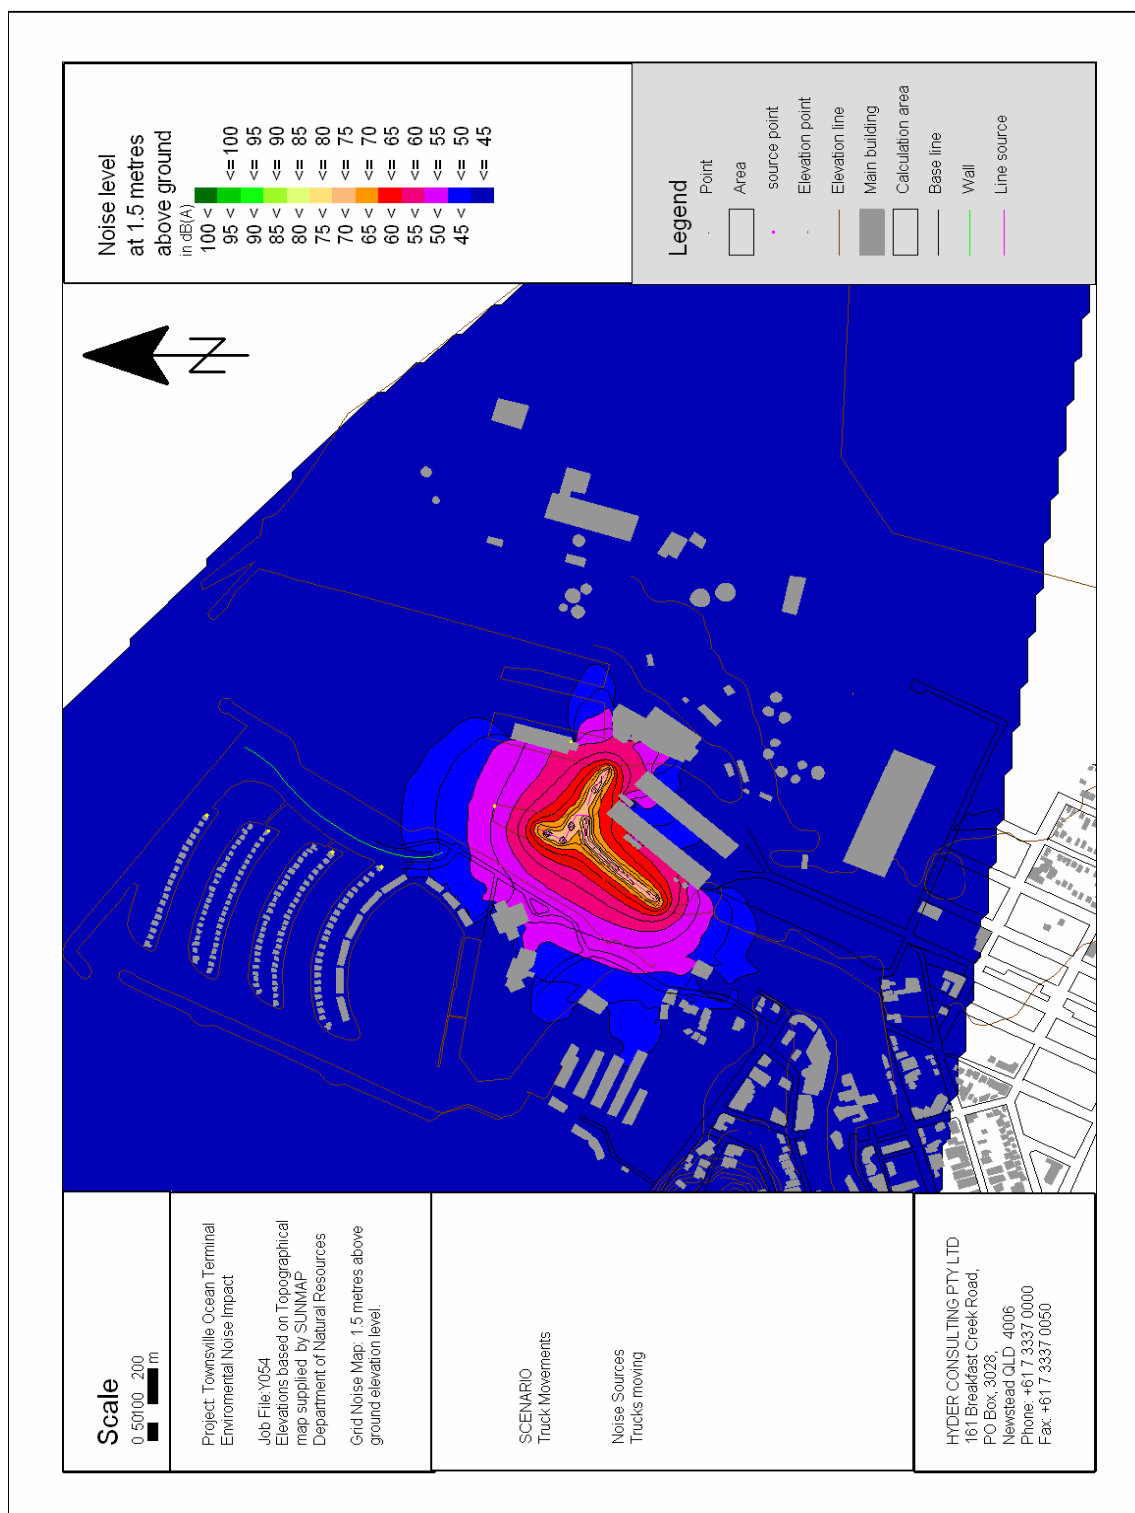 Noise level
at 1.5 metres
above ground
in dB(A)
100 < <=100
95 < <= 95
90 < <= 90
85 < <= 85
80 < <= 80
75 < <= 75
70 < <= 70
65 < <= 65
60 < <= 60
55 < <= 55
50 < <= 50
45 < <= 45
Legend
Point
Area
source point
Elevation point
Elevation line
Main building
Calculation area
Base line
Wall
Line source
N
Scale
0 50100 200
m
Project: Townsville Ocean Terminal
Enviromental Noise Impact
Job File:Y054
Elevations based on Topographical
map supplied by SUNMAP
Department of Natural Resources
Grid Noise Map: 1.5 metres above
ground elevation level.
SCENARIO
Truck Movements
Noise Sources
Trucks moving
HYDER CONSULTING PTY LTD
161 Breakfast Creek Road,
PO Box, 3028,
Newstead QLD 4006
Phone: +61 7 3337 0000
Fax: +61 7 3337 0050